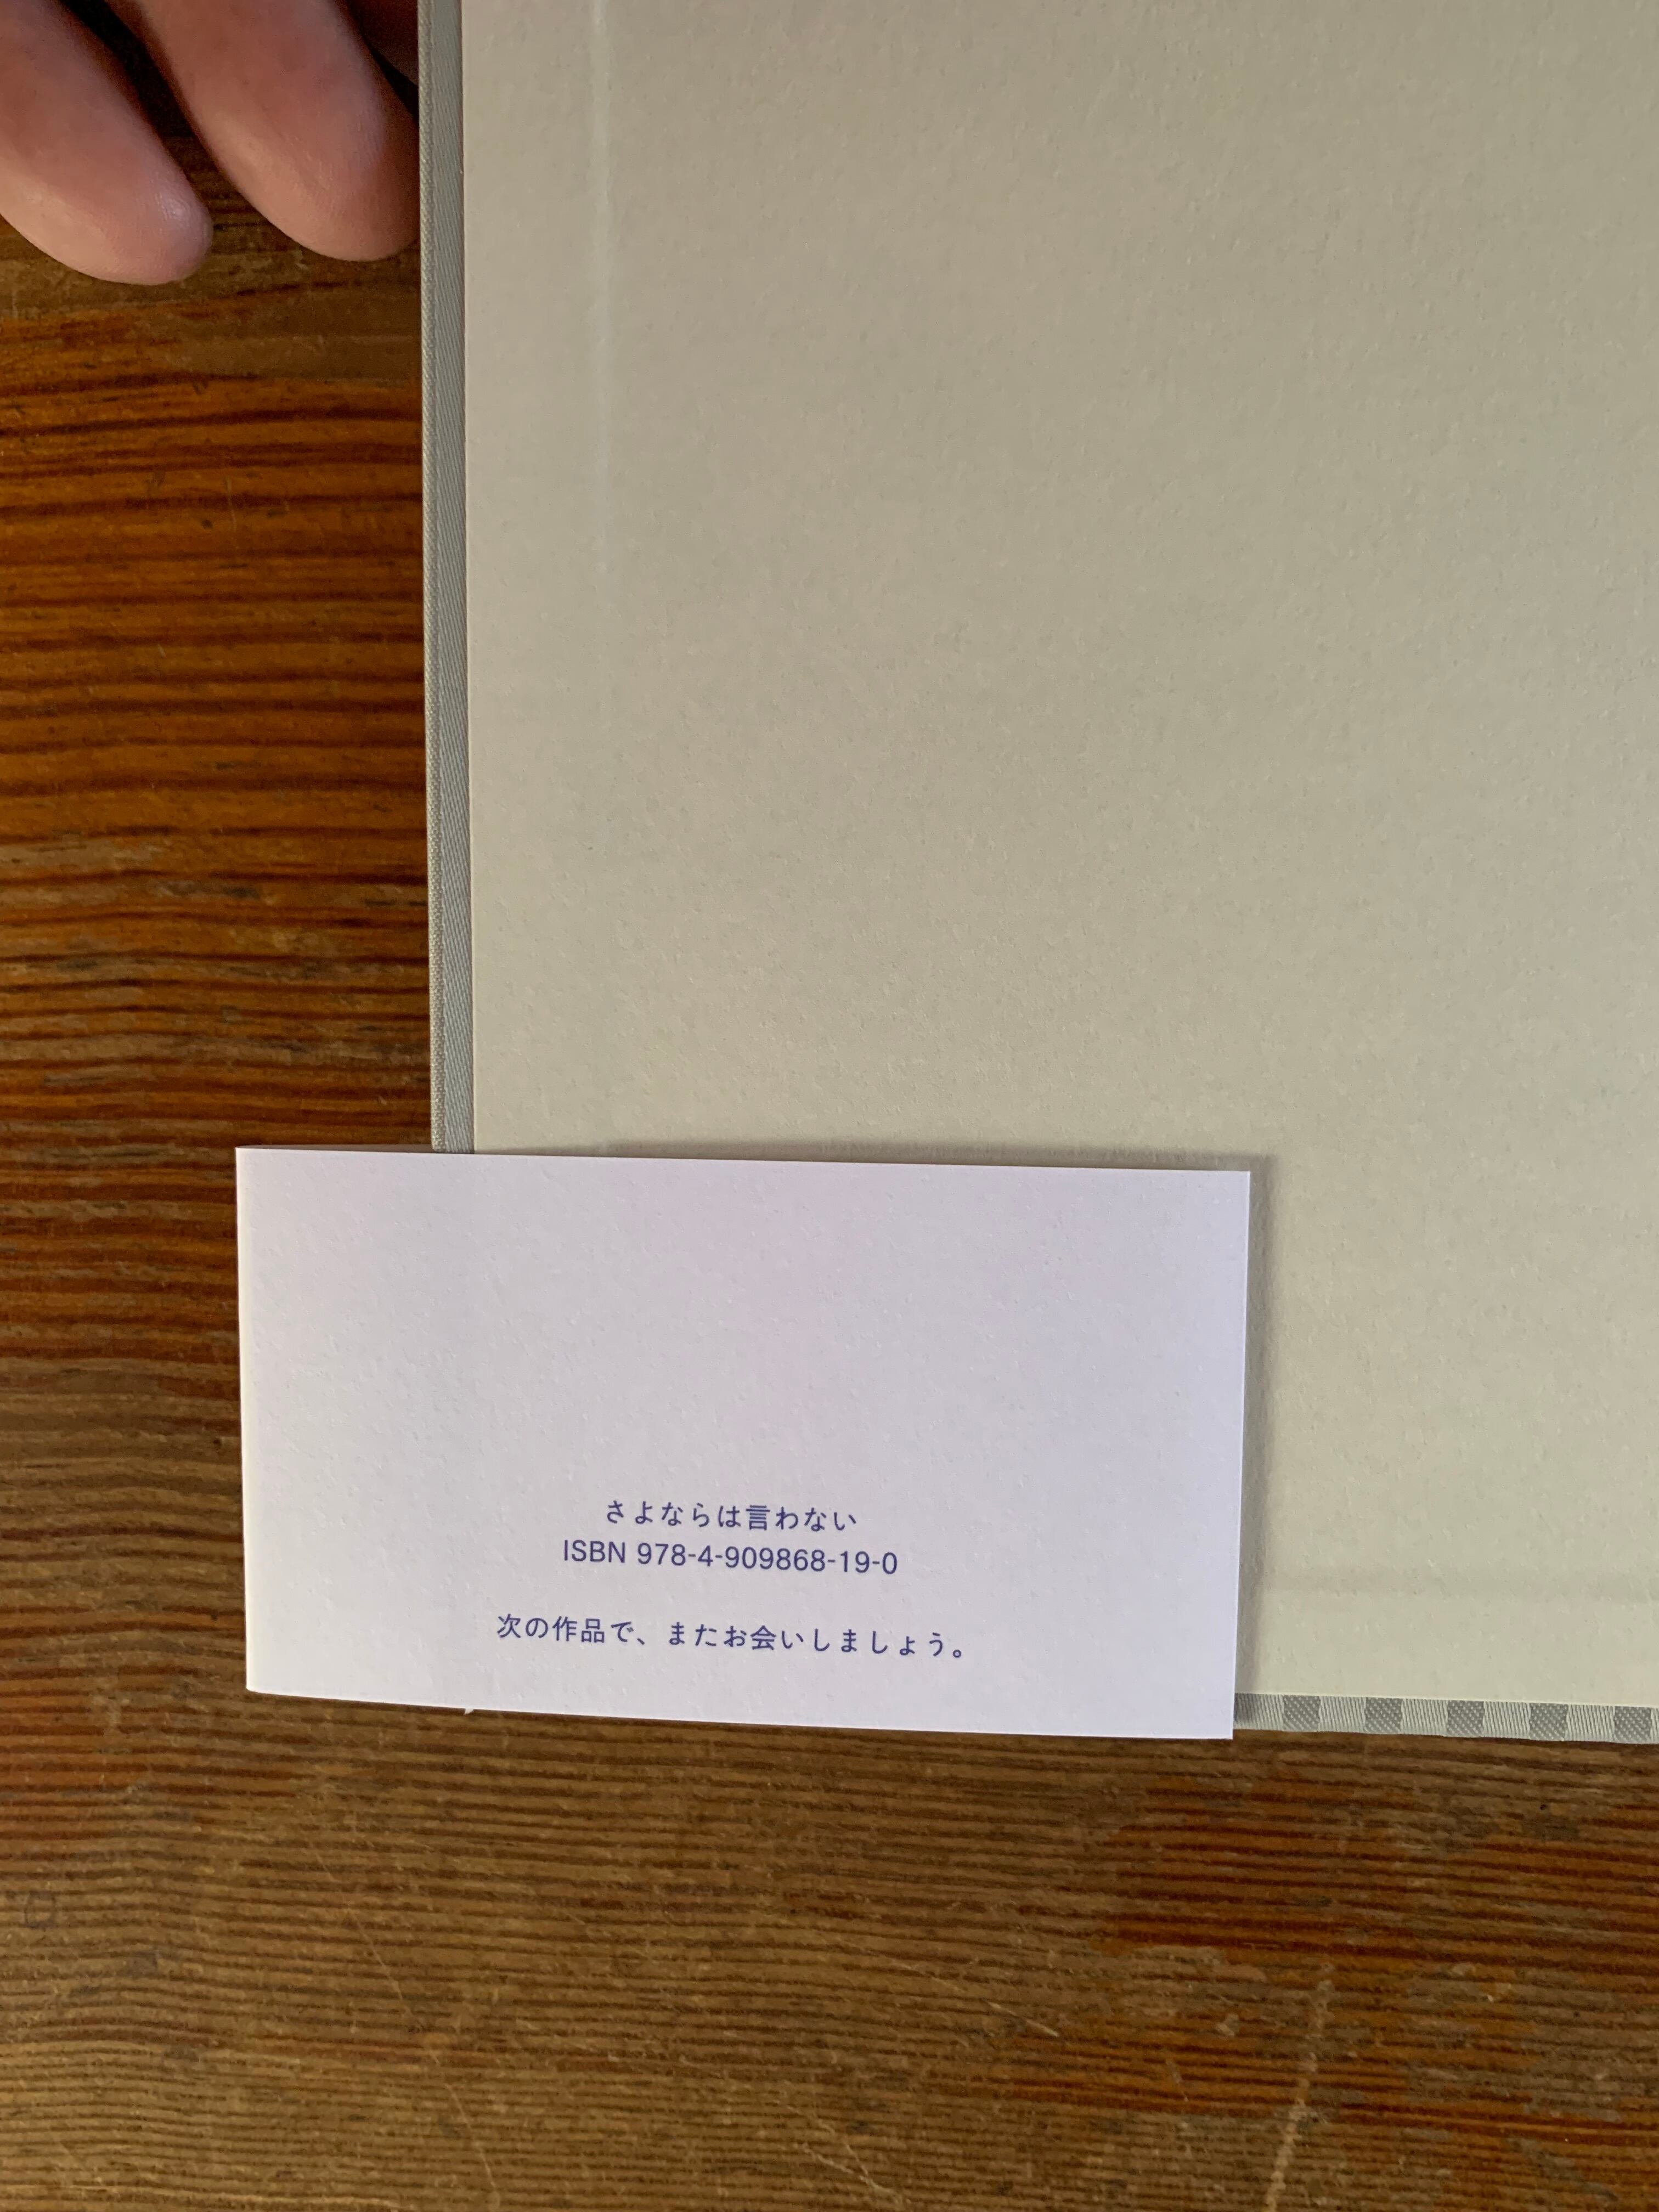 さよならは言わない
ISBN 978-4-909868-19-0
次の作品で、またお会いしましょう。